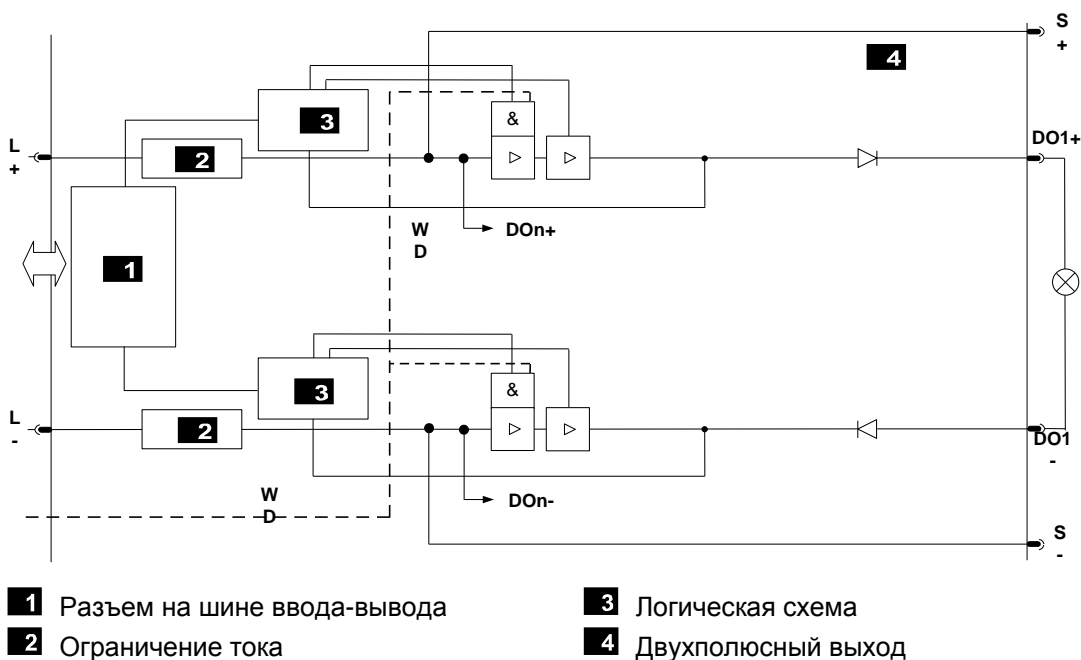 S
+
4
3
&
L
+
2
▷
▷
DO1+
W
D
DOn+
1
3
&
L
-
2
▷
▷
DO1
-
W
D
DOn-
S
-
1 Разъем на шине ввода-вывода
2 Ограничение тока
3 Логическая схема
4 Двухполюсный выход